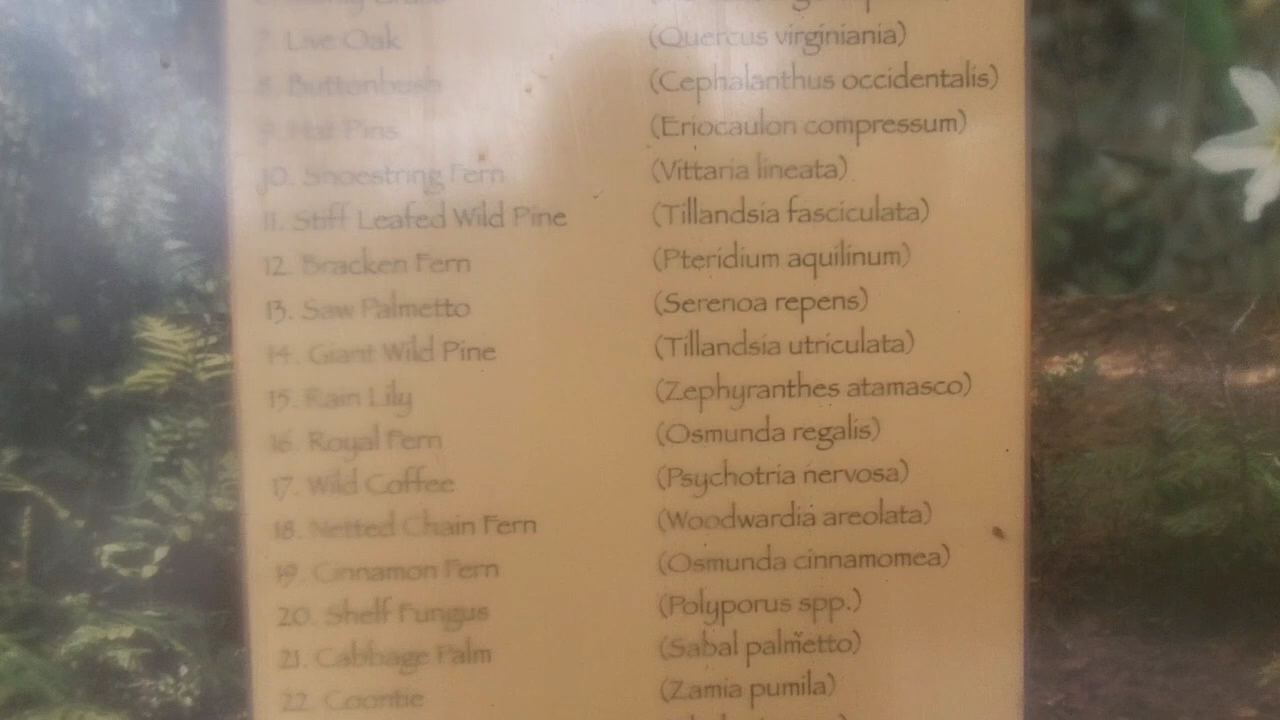 7. Live Oak (Quercus virginiania)
8. Buttonbush (Cephalanthus occidentalis)
9. Hat Pins (Eriocaulon compressum)
10. Shoestring Fern (Vittaria lineata)
11. Stiff Leafed Wild Pine (Tillandsia fasciculata)
12. Bracken Fern (Pteridium aquilinum)
13. Saw Palmetto (Serenoa repens)
14. Giant Wild Pine (Tillandsia utriculata)
15. Rain Lily (Zephyranthes atamasco)
16. Royal Fern (Osmunda regalis)
17. Wild Coffee (Psychotria nervosa)
18. Netted Chain Fern (Woodwardia areolata)
19. Cinnamon Fern (Osmunda cinnamomea)
20. Shelf Fungus (Polyporus spp.)
21. Cabbage Palm (Sabal palmetto)
22. Coontie (Zamia pumila)